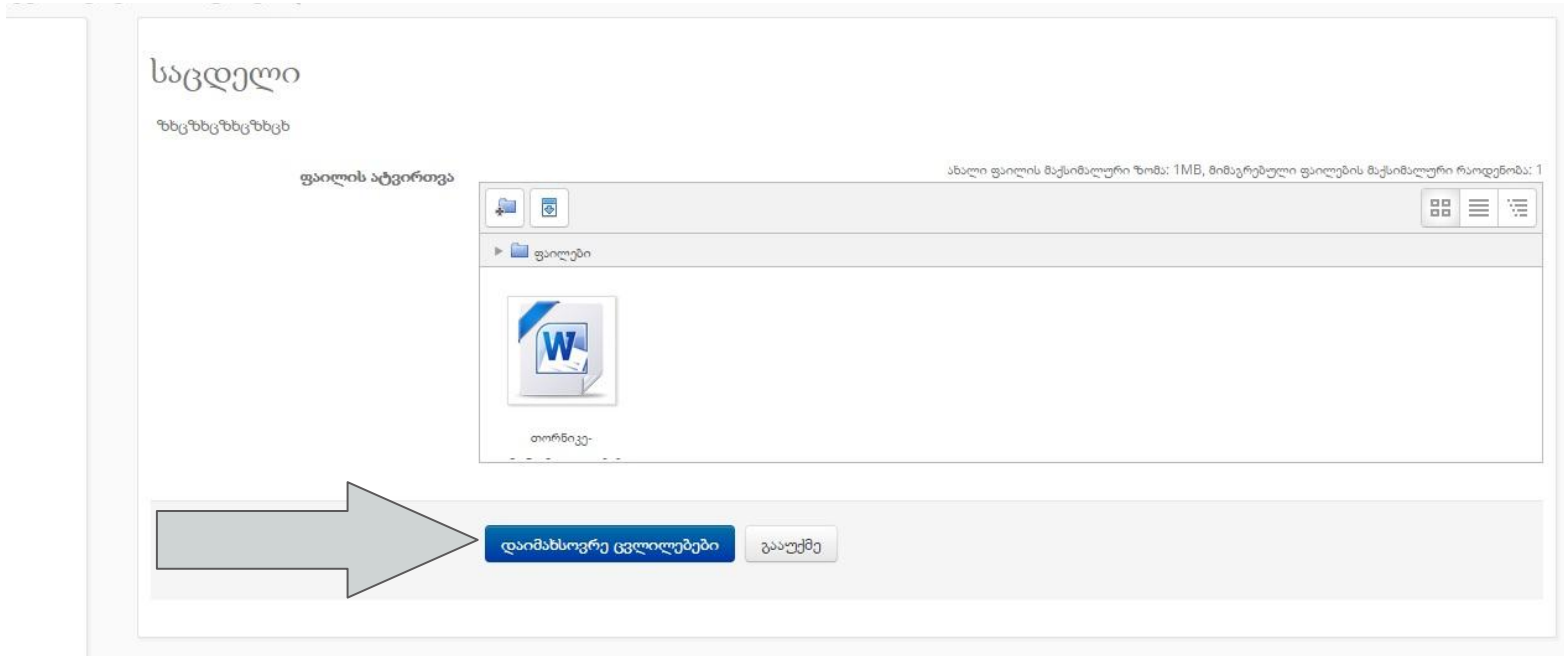 საცდელი
ზხცზხცზხცზხცხ
ფაილის ატვირთვა
ახალი ფაილის მაქსიმალური ზომა: 1MB, მიმაგრებული ფაილების მაქსიმალური რაოდენობა: 1
ფაილები
W
თორნიკე-
დაიმახსოვრე ცვლილებები
გააუქმე